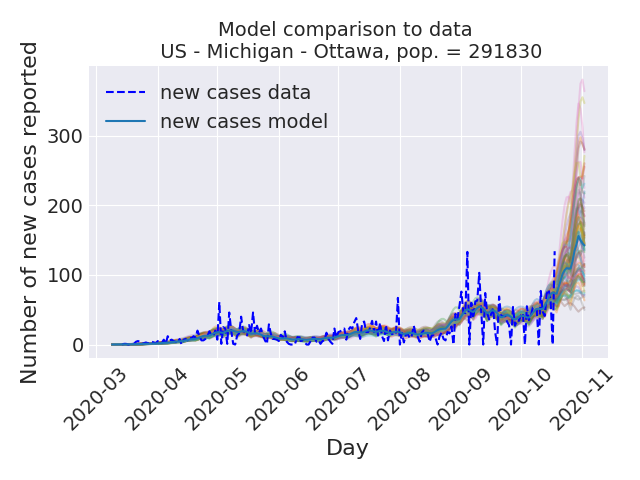 Model comparison to data
US - Michigan - Ottawa, pop. = 291830
Number of new cases reported
new cases data
new cases model
300
200
100
0
2020-03
2020-04
2020-05
2020-06
2020-07
2020-08
2020-09
2020-10
2020-11
Day